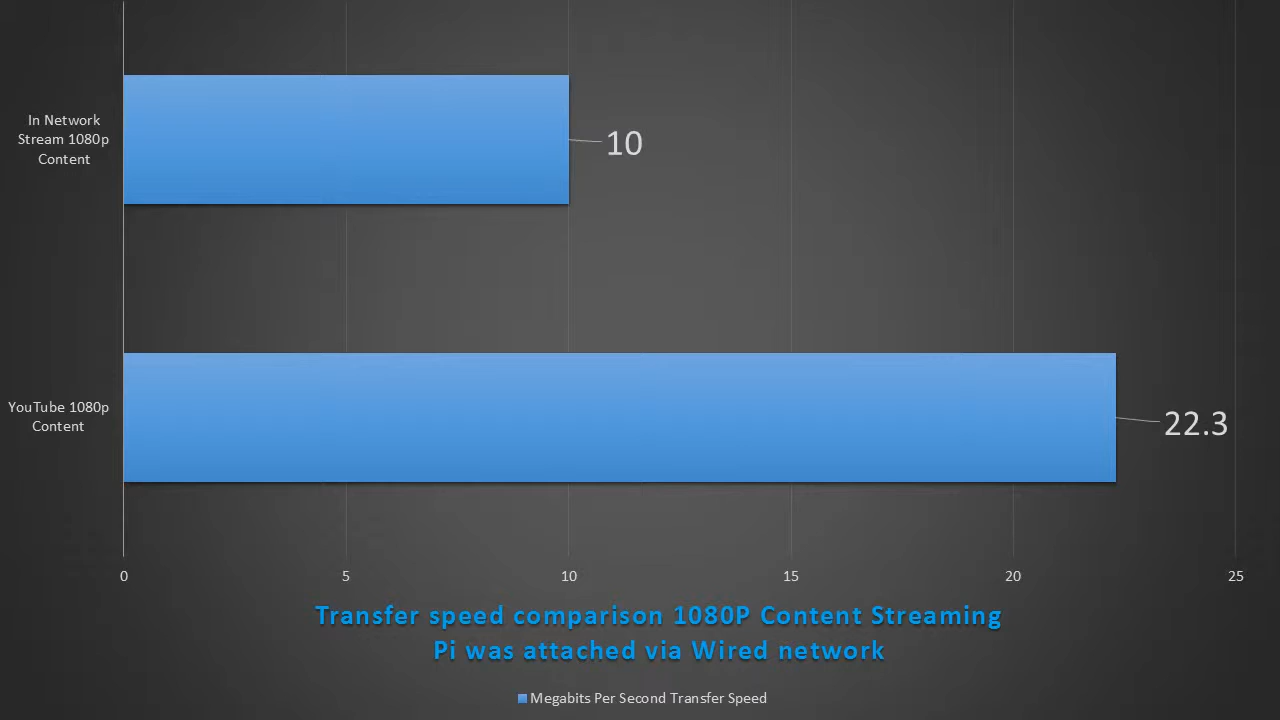 In Network
Stream 1080p
Content
10
YouTube 1080p
Content
22.3
0 5 10 15 20 25
Transfer speed comparison 1080P Content Streaming
Pi was attached via Wired network
Megabits Per Second Transfer Speed